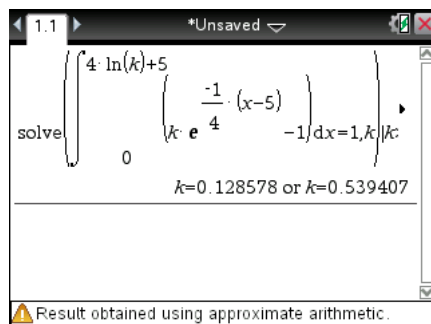 1.1 *Unsaved
4·ln(k)+5
-1
solve(∫ (k·e^ 4 ·(x-5) -1)dx=1,k)|k:
0
k=0.128578 or k=0.539407
Result obtained using approximate arithmetic.